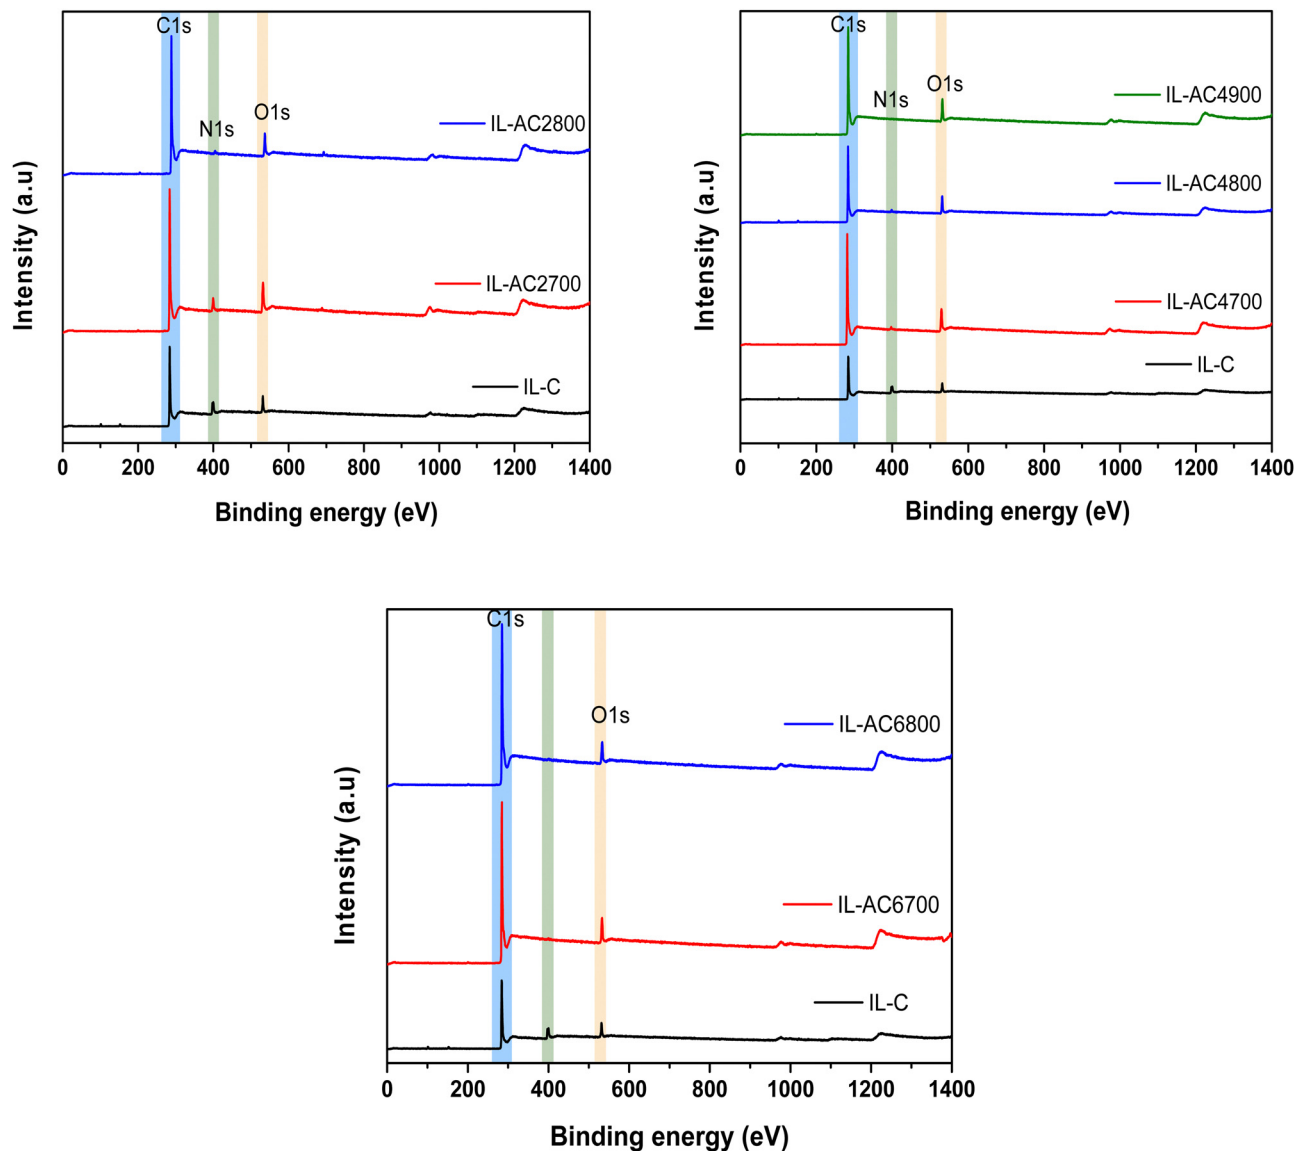 C1s
N1s
O1s
IL-AC2800
IL-AC2700
IL-C
0 200 400 600 800 1000 1200 1400
Binding energy (eV)
Intensity (a.u)
C1s
N1s
O1s
IL-AC4900
IL-AC4800
IL-AC4700
IL-C
0 200 400 600 800 1000 1200 1400
Binding energy (eV)
Intensity (a.u)
C1s
O1s
IL-AC6800
IL-AC6700
IL-C
0 200 400 600 800 1000 1200 1400
Binding energy (eV)
Intensity (a.u)